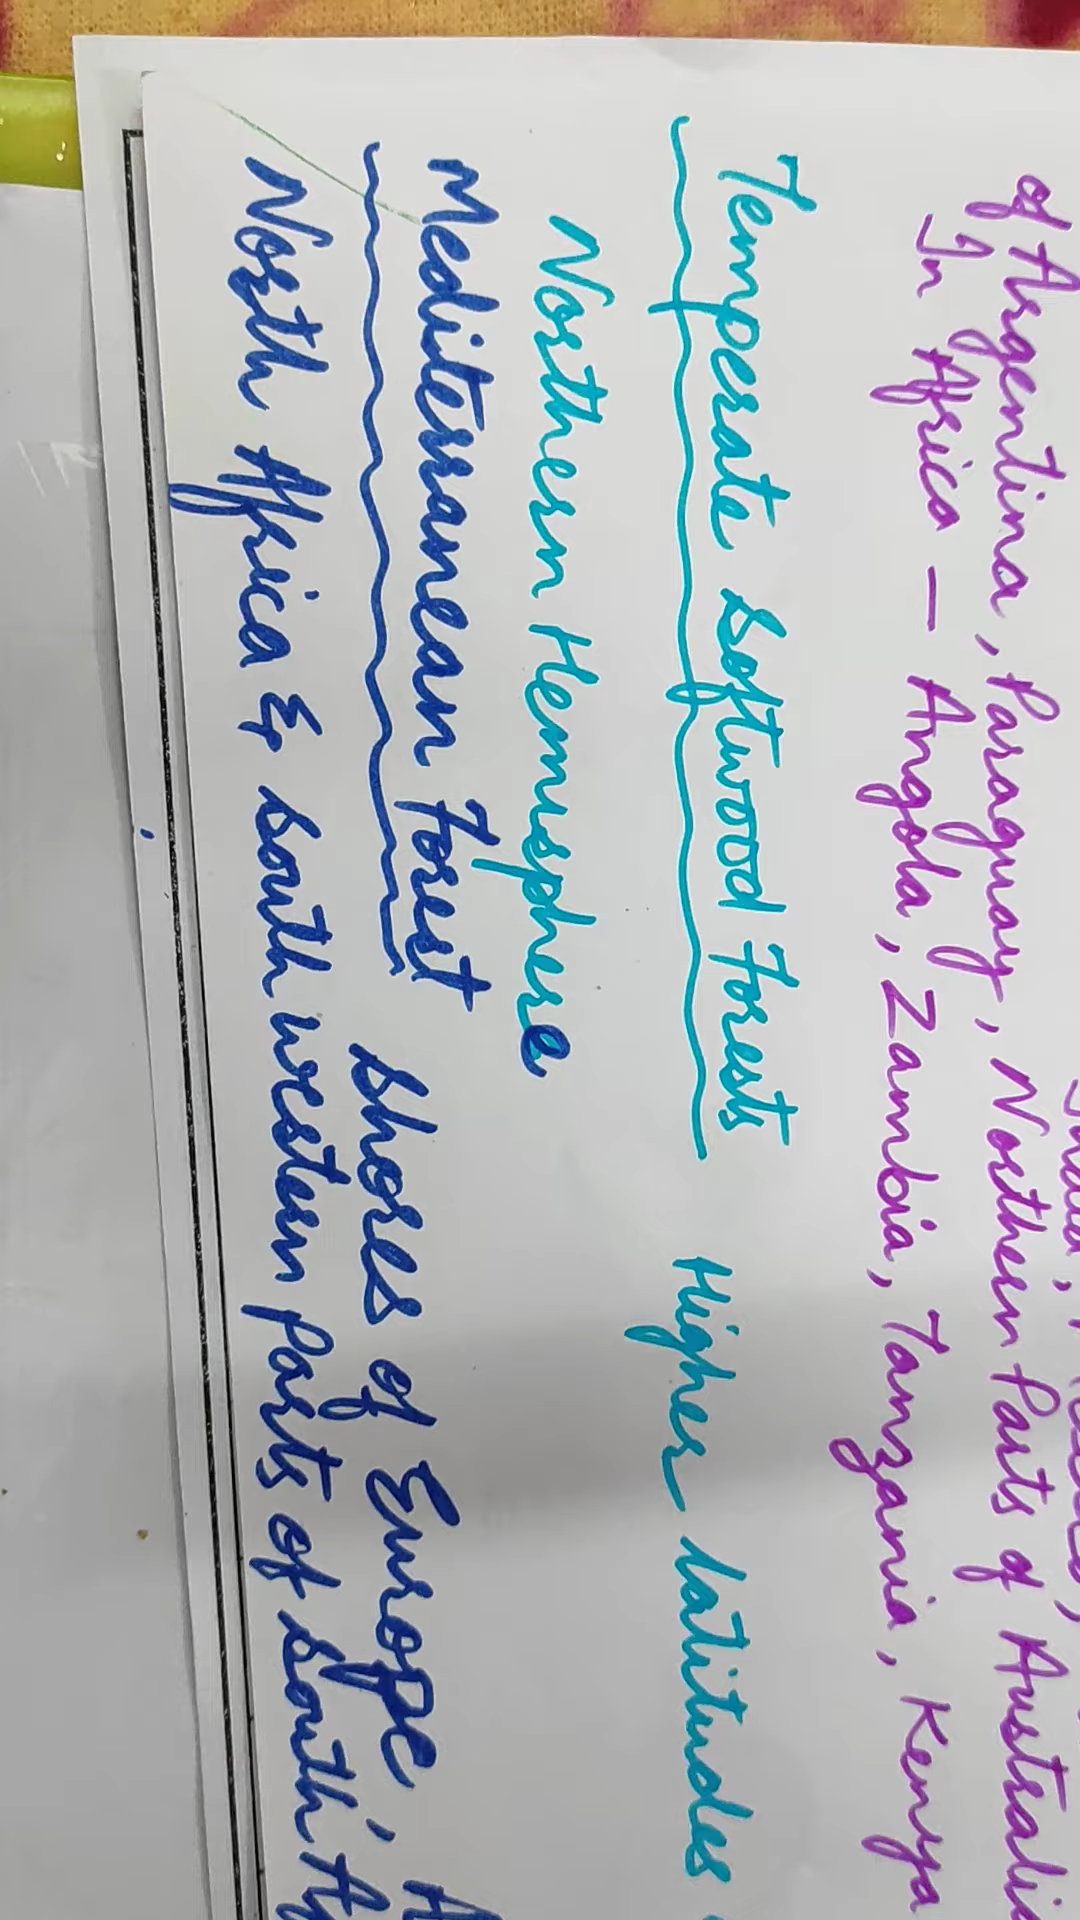 of Argentina, Paraguay, Northern Parts of Australia
In Africa — Angola, Zambia, Tanzania, Kenya
Temperate Softwood Forests Higher latitudes
Northern Hemisphere
Mediterranean Forest Shores of Europe,
North Africa & South western Parts of South